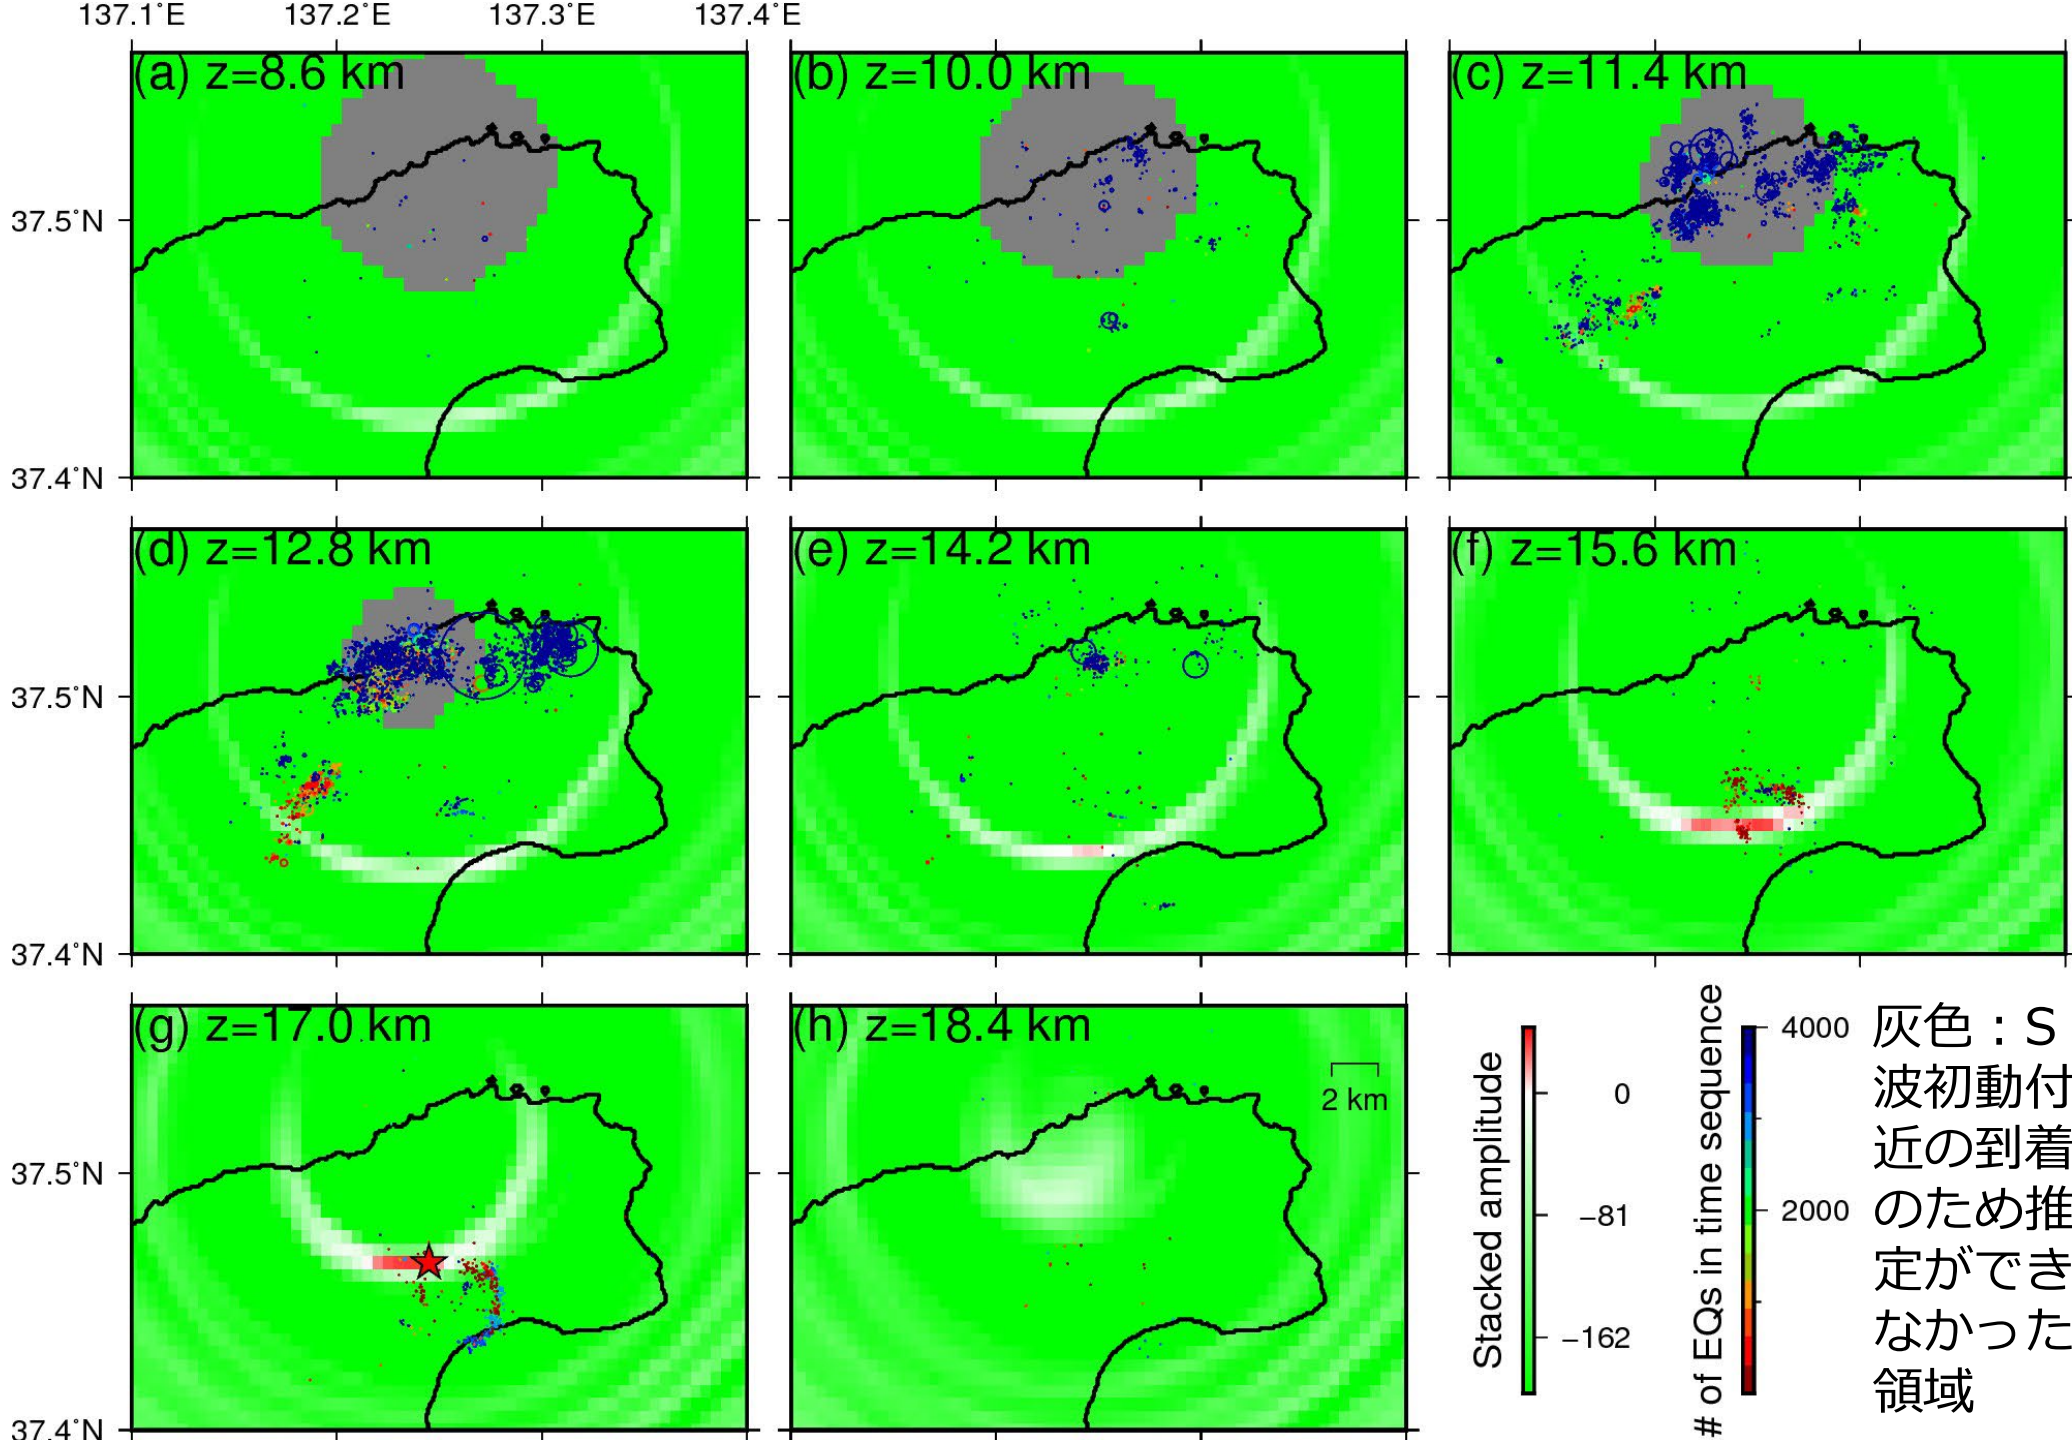 137.1°E 137.2°E 137.3°E 137.4°E
(a) z=8.6 km
(b) z=10.0 km
(c) z=11.4 km
37.5°N
37.4°N
(d) z=12.8 km
(e) z=14.2 km
(f) z=15.6 km
37.5°N
37.4°N
(g) z=17.0 km
(h) z=18.4 km
2 km
37.5°N
37.4°N
Stacked amplitude
0
−81
−162
# of EQs in time sequence
4000
2000
灰色：S
波初動付
近の到着
のため推
定ができ
なかった
領域